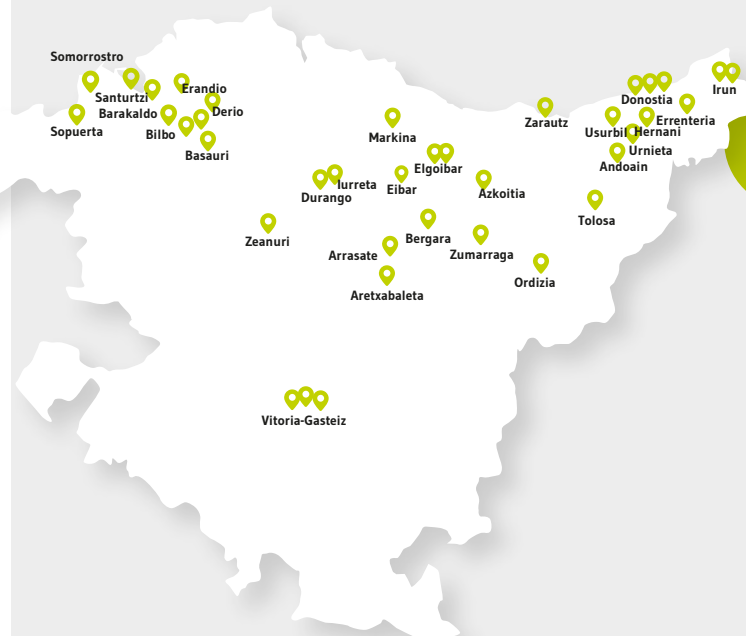 Somorrostro
Santurtzi
Erandio
Barakaldo
Derio
Sopuerta
Bilbo
Basauri
Markina
Zarautz
Donostia
Irun
Errenteria
Usurbil
Hernani
Urnieta
Andoain
Elgoibar
Iurreta
Durango
Eibar
Azkoitia
Tolosa
Zeanuri
Bergara
Arrasate
Zumarraga
Aretxabaleta
Ordizia
Vitoria-Gasteiz